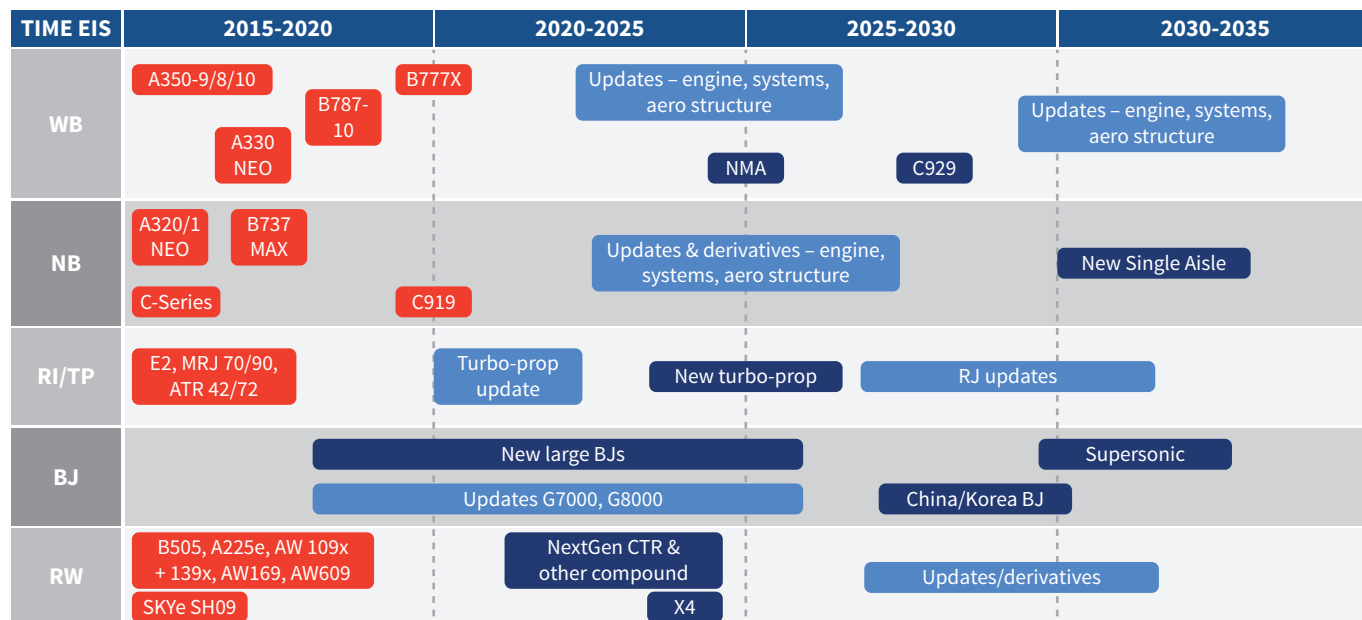 TIME EIS
2015-2020
2020-2025
2025-2030
2030-2035
WB
A350-9/8/10
B777X
B787-
10
A330
NEO
Updates – engine, systems,
aero structure
NMA
C929
Updates – engine, systems,
aero structure
NB
A320/1
NEO
B737
MAX
C-Series
C919
Updates & derivatives – engine,
systems, aero structure
New Single Aisle
RI/TP
E2, MRJ 70/90,
ATR 42/72
Turbo-prop
update
New turbo-prop
RJ updates
BJ
New large BJs
Supersonic
Updates G7000, G8000
China/Korea BJ
RW
B505, A225e, AW 109x
+ 139x, AW169, AW609
SKYe SH09
NextGen CTR &
other compound
X4
Updates/derivatives